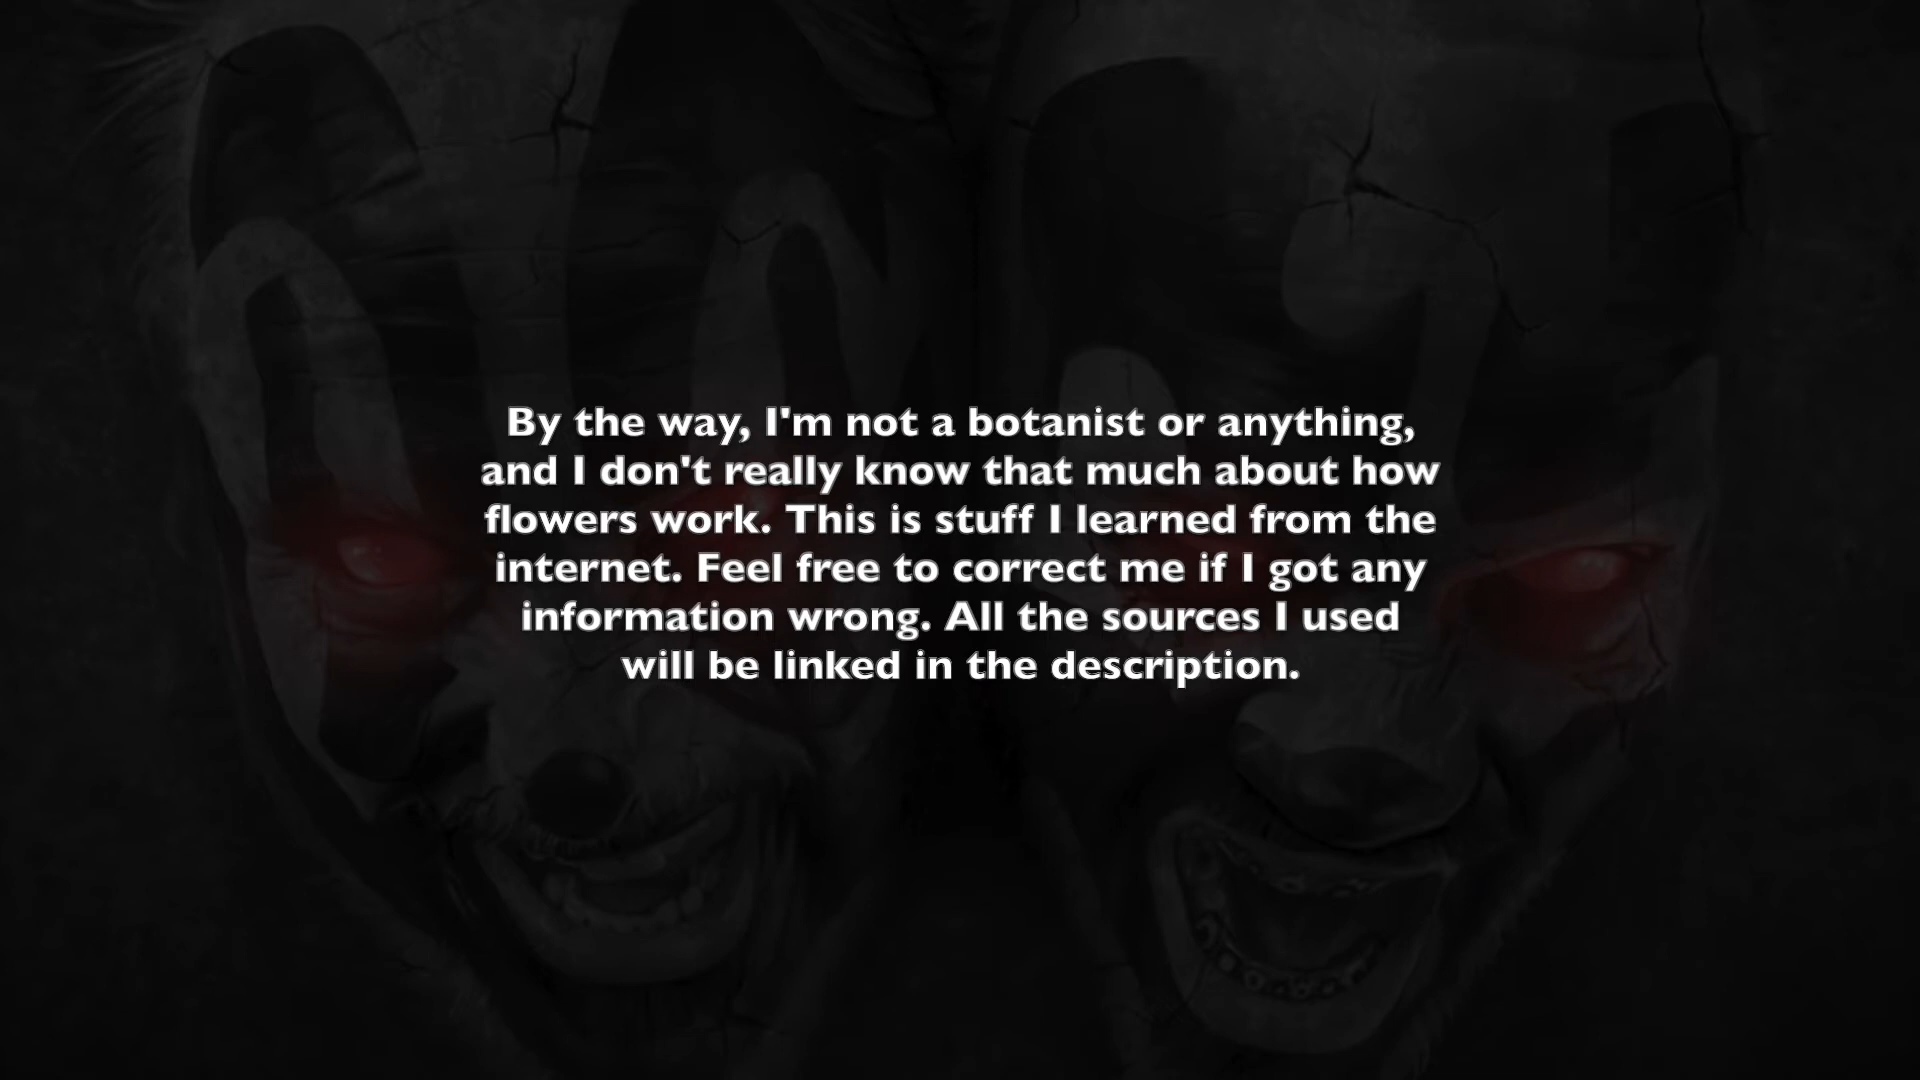 By the way, I'm not a botanist or anything,
and I don't really know that much about how
flowers work. This is stuff I learned from the
internet. Feel free to correct me if I got any
information wrong. All the sources I used
will be linked in the description.